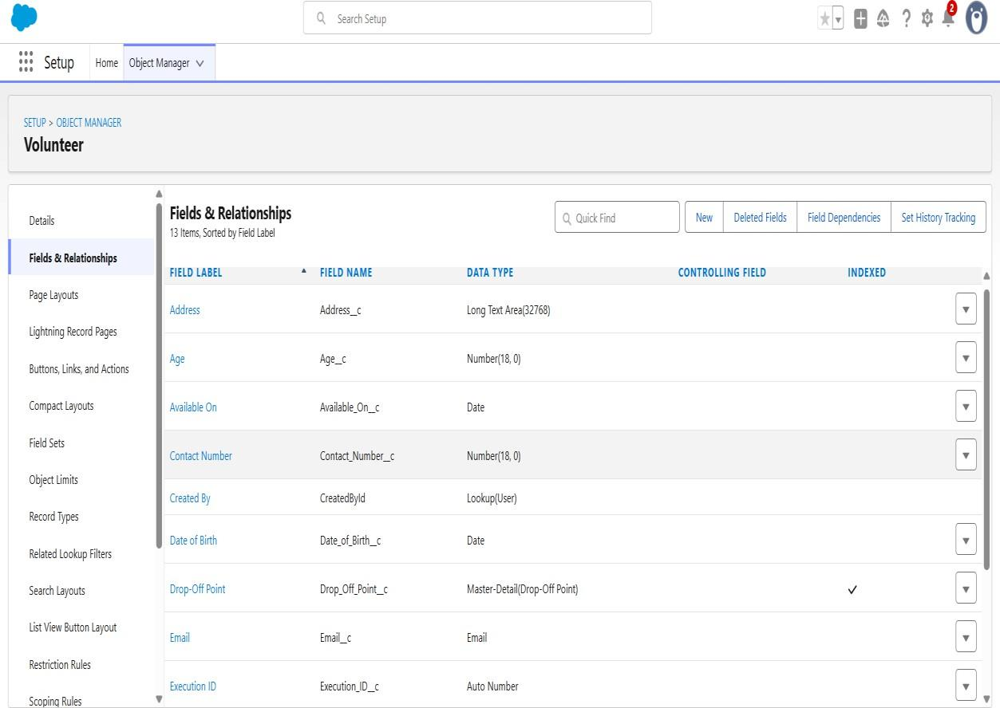 Search Setup
2
Setup
Home
Object Manager
SETUP > OBJECT MANAGER
Volunteer
Details
Fields & Relationships
Page Layouts
Lightning Record Pages
Buttons, Links, and Actions
Compact Layouts
Field Sets
Object Limits
Record Types
Related Lookup Filters
Search Layouts
List View Button Layout
Restriction Rules
Scoping Rules
Fields & Relationships
13 Items, Sorted by Field Label
Quick Find
New
Deleted Fields
Field Dependencies
Set History Tracking
FIELD LABEL FIELD NAME DATA TYPE CONTROLLING FIELD INDEXED
Address Address__c Long Text Area(32768)
Age Age__c Number(18, 0)
Available On Available_On__c Date
Contact Number Contact_Number__c Number(18, 0)
Created By CreatedById Lookup(User)
Date of Birth Date_of_Birth__c Date
Drop-Off Point Drop_Off_Point__c Master-Detail(Drop-Off Point) ✓
Email Email__c Email
Execution ID Execution_ID__c Auto Number